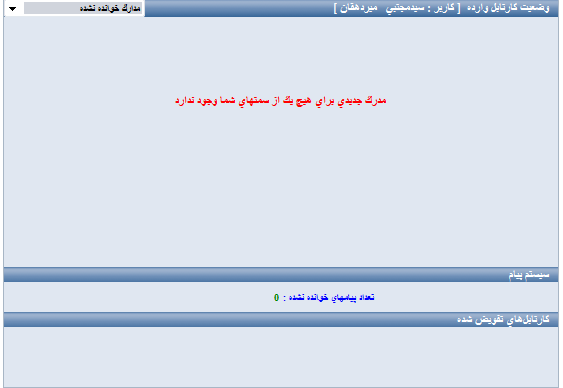 وضعيت كارتابل وارده [ كاربر : سيدمجتبي ميردهقان ]
مدارك خوانده نشده
مدرك جديدي براي هيچ يك از سمتهاي شما وجود ندارد
سيستم پيام
تعداد پيامهاي خوانده نشده : 0
كارتابل‌هاي تفويض شده